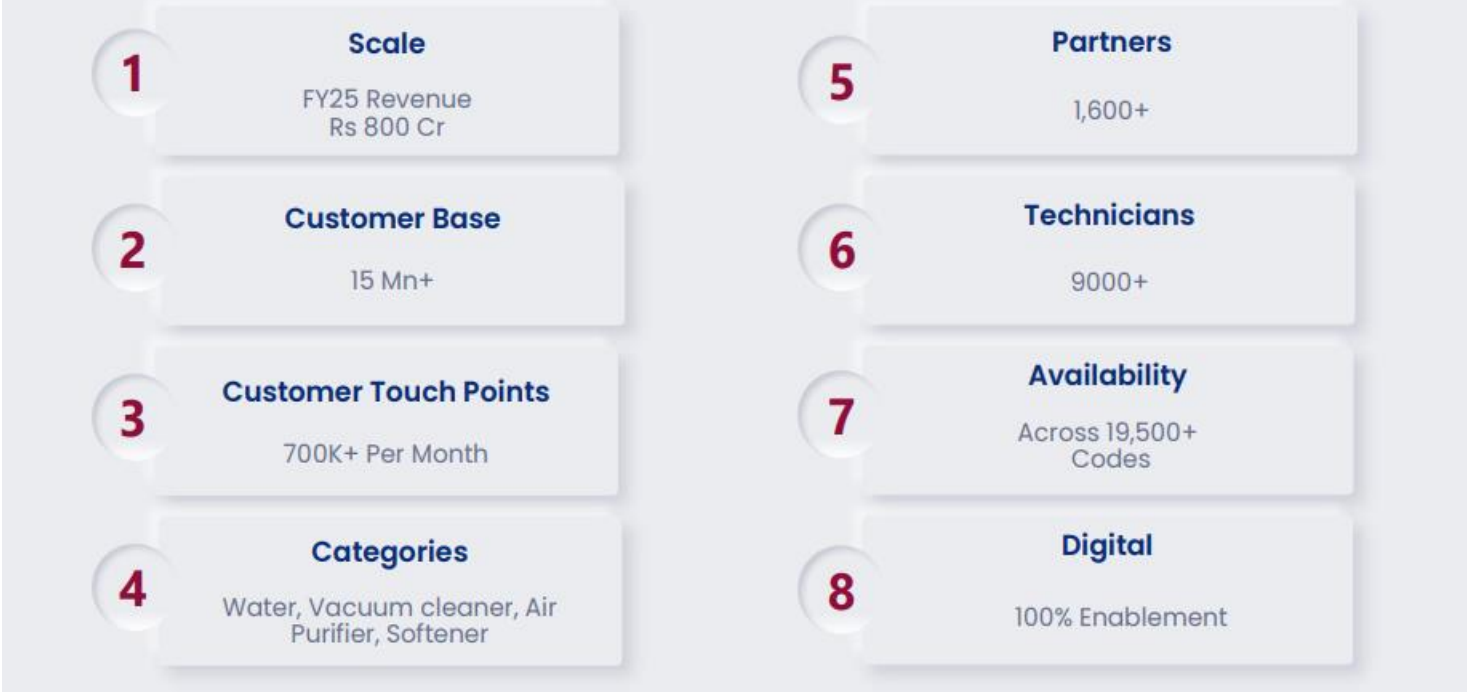 1
Scale
FY25 Revenue
Rs 800 Cr
2
Customer Base
15 Mn+
3
Customer Touch Points
700K+ Per Month
4
Categories
Water, Vacuum cleaner, Air
Purifier, Softener
5
Partners
1,600+
6
Technicians
9000+
7
Availability
Across 19,500+
Codes
8
Digital
100% Enablement